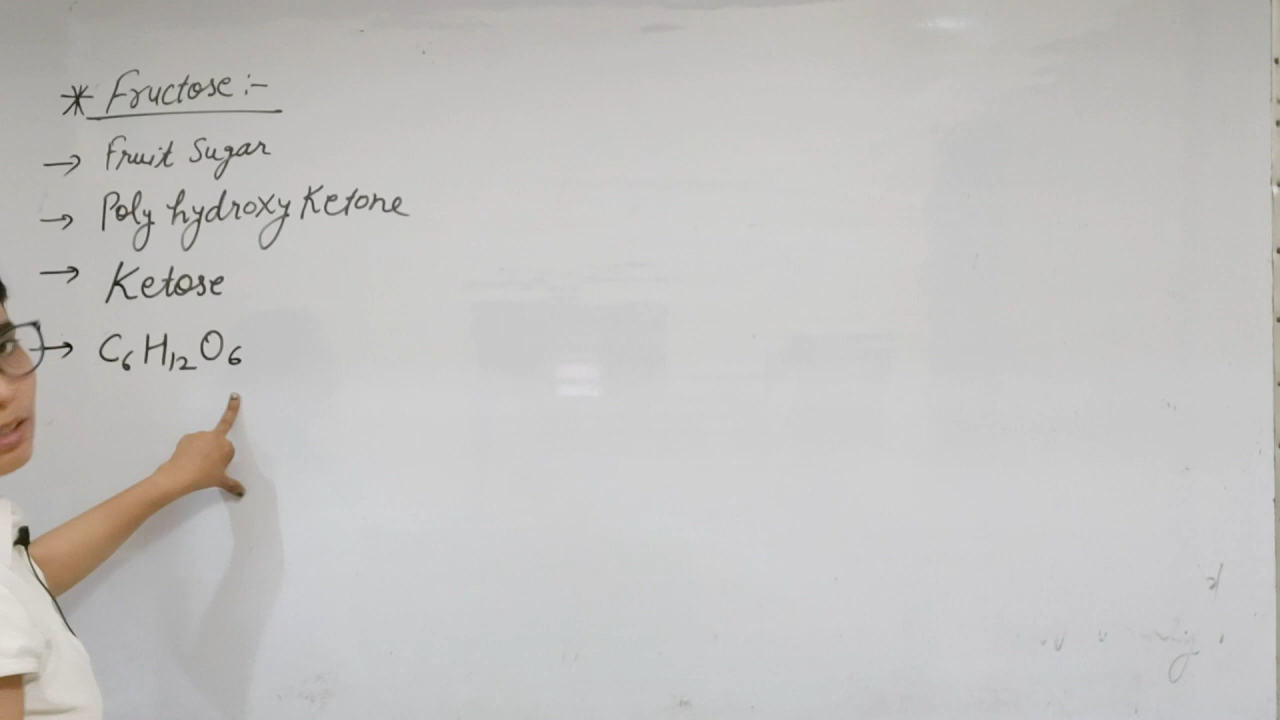 * Fructose :-
→ Fruit Sugar
→ Poly hydroxy Ketone
→ Ketose
→ C₆H₁₂O₆